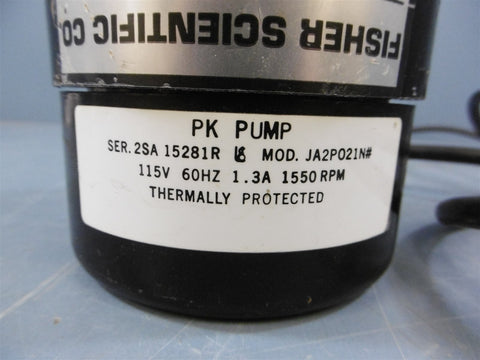 FISHER SCIENTIFIC CO.
PK PUMP
SER. 2SA 15281R MOD. JA2P021N#
115V 60HZ 1.3A 1550 RPM
THERMALLY PROTECTED